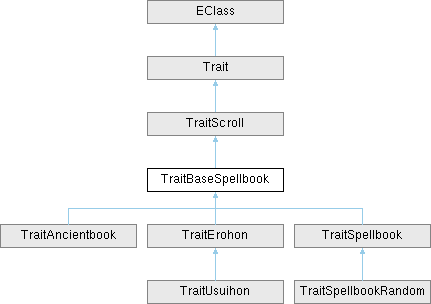 EClass
Trait
TraitScroll
TraitBaseSpellbook
TraitAncientbook TraitErohon TraitSpellbook
TraitUsuihon TraitSpellbookRandom